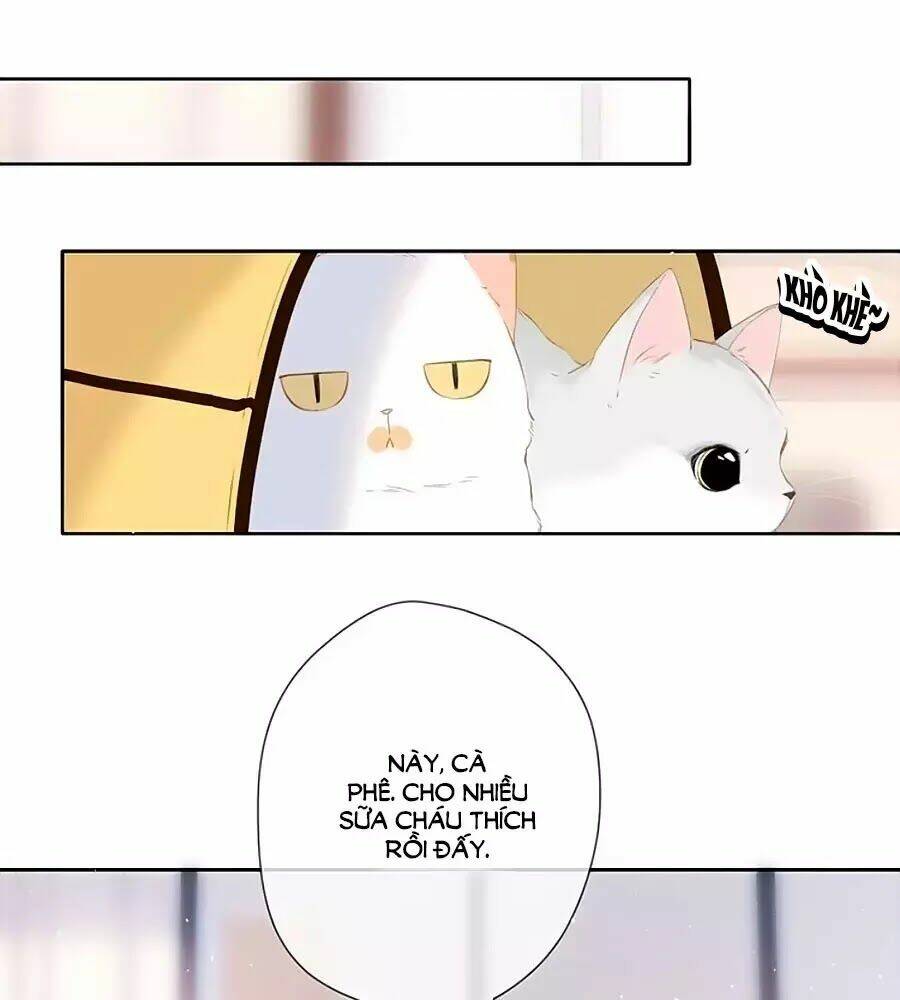 KHÒ KHÈ~
NÀY, CÀ
PHÊ. CHO NHIỀU
SỮA CHÁU THÍCH
RỒI ĐẤY.